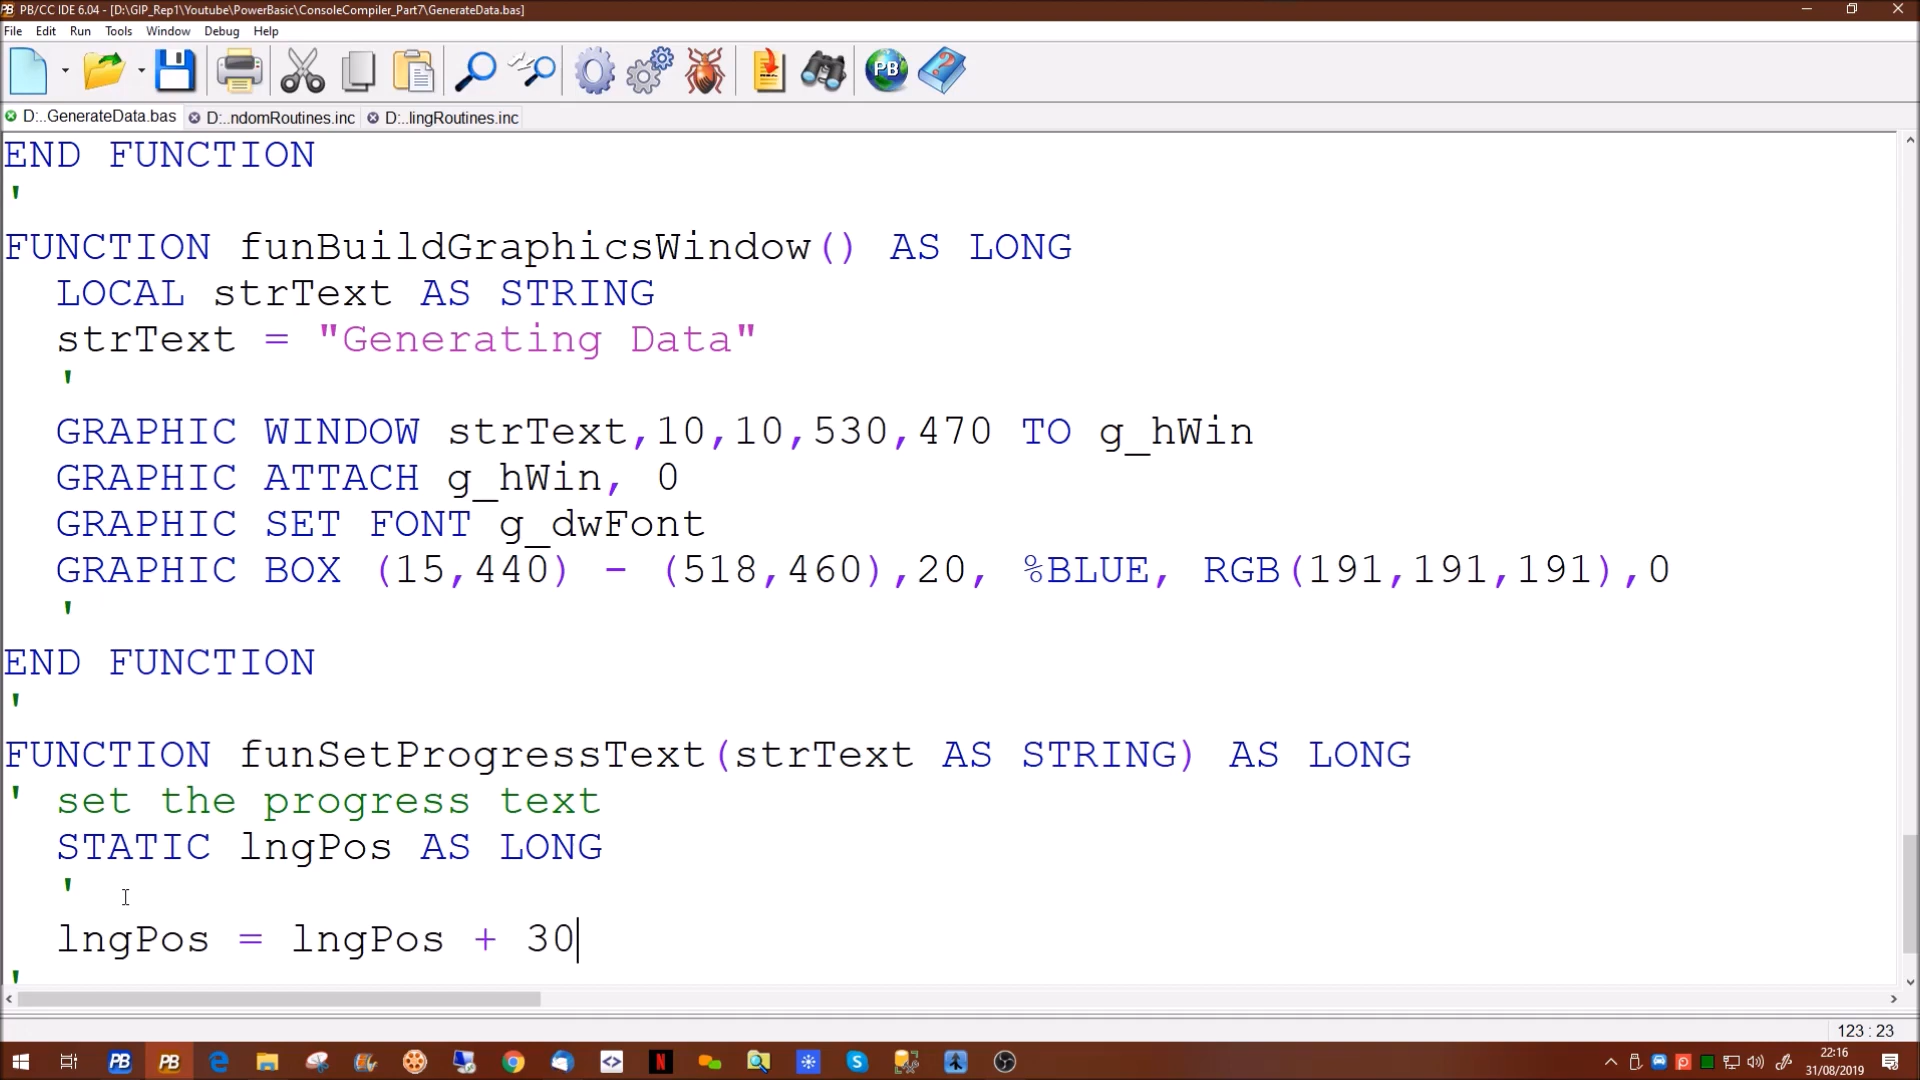 PB/CC IDE 6.04 - [D:\GIP_Rep1\Youtube\PowerBasic\ConsoleCompiler_Part7\GenerateData.bas]
File Edit Run Tools Window Debug Help
PB
D:..GenerateData.bas D:..ndomRoutines.inc D:..lingRoutines.inc
END FUNCTION
'
FUNCTION funBuildGraphicsWindow() AS LONG
LOCAL strText AS STRING
strText = "Generating Data"
'
GRAPHIC WINDOW strText,10,10,530,470 TO g_hWin
GRAPHIC ATTACH g_hWin, 0
GRAPHIC SET FONT g_dwFont
GRAPHIC BOX (15,440) - (518,460),20, %BLUE, RGB(191,191,191),0
'
END FUNCTION
'
FUNCTION funSetProgressText(strText AS STRING) AS LONG
' set the progress text
STATIC lngPos AS LONG
'
lngPos = lngPos + 30
'
123 : 23
PB PB
22:16
31/08/2019